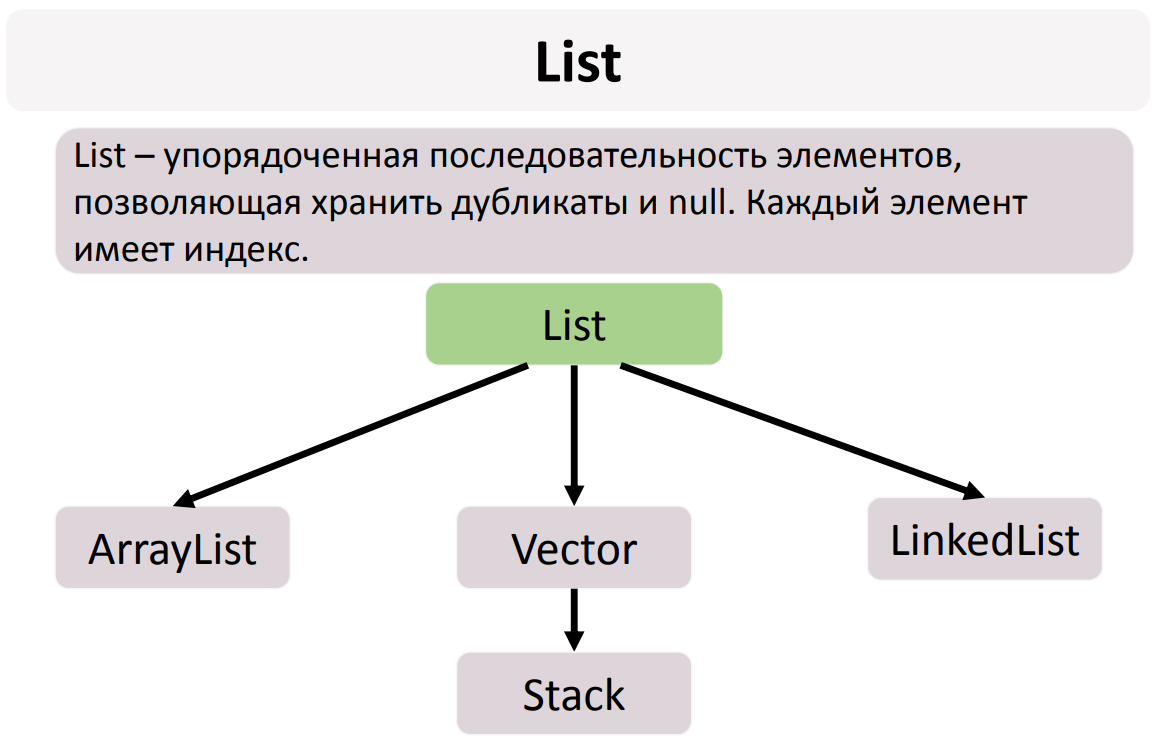 List
List – упорядоченная последовательность элементов,
позволяющая хранить дубликаты и null. Каждый элемент
имеет индекс.
List
ArrayList
Vector
LinkedList
Stack